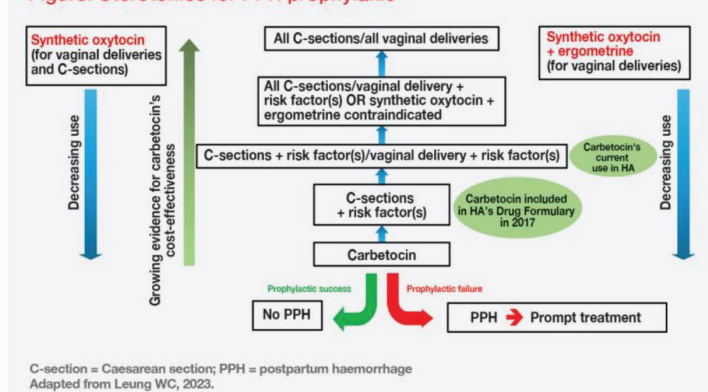 Synthetic oxytocin
(for vaginal deliveries
and C-sections)
Decreasing use
Growing evidence for carbetocin's
cost-effectiveness
All C-sections/all vaginal deliveries
All C-sections/vaginal delivery +
risk factor(s) OR synthetic oxytocin +
ergometrine contraindicated
C-sections + risk factor(s)/vaginal delivery + risk factor(s)
Carbetocin's
current
use in HA
C-sections
+ risk factor(s)
Carbetocin included
in HA's Drug Formulary
in 2017
Carbetocin
Prophylactic success
Prophylactic failure
No PPH
PPH → Prompt treatment
Synthetic oxytocin
+ ergometrine
(for vaginal deliveries)
Decreasing use
C-section = Caesarean section; PPH = postpartum haemorrhage
Adapted from Leung WC, 2023.